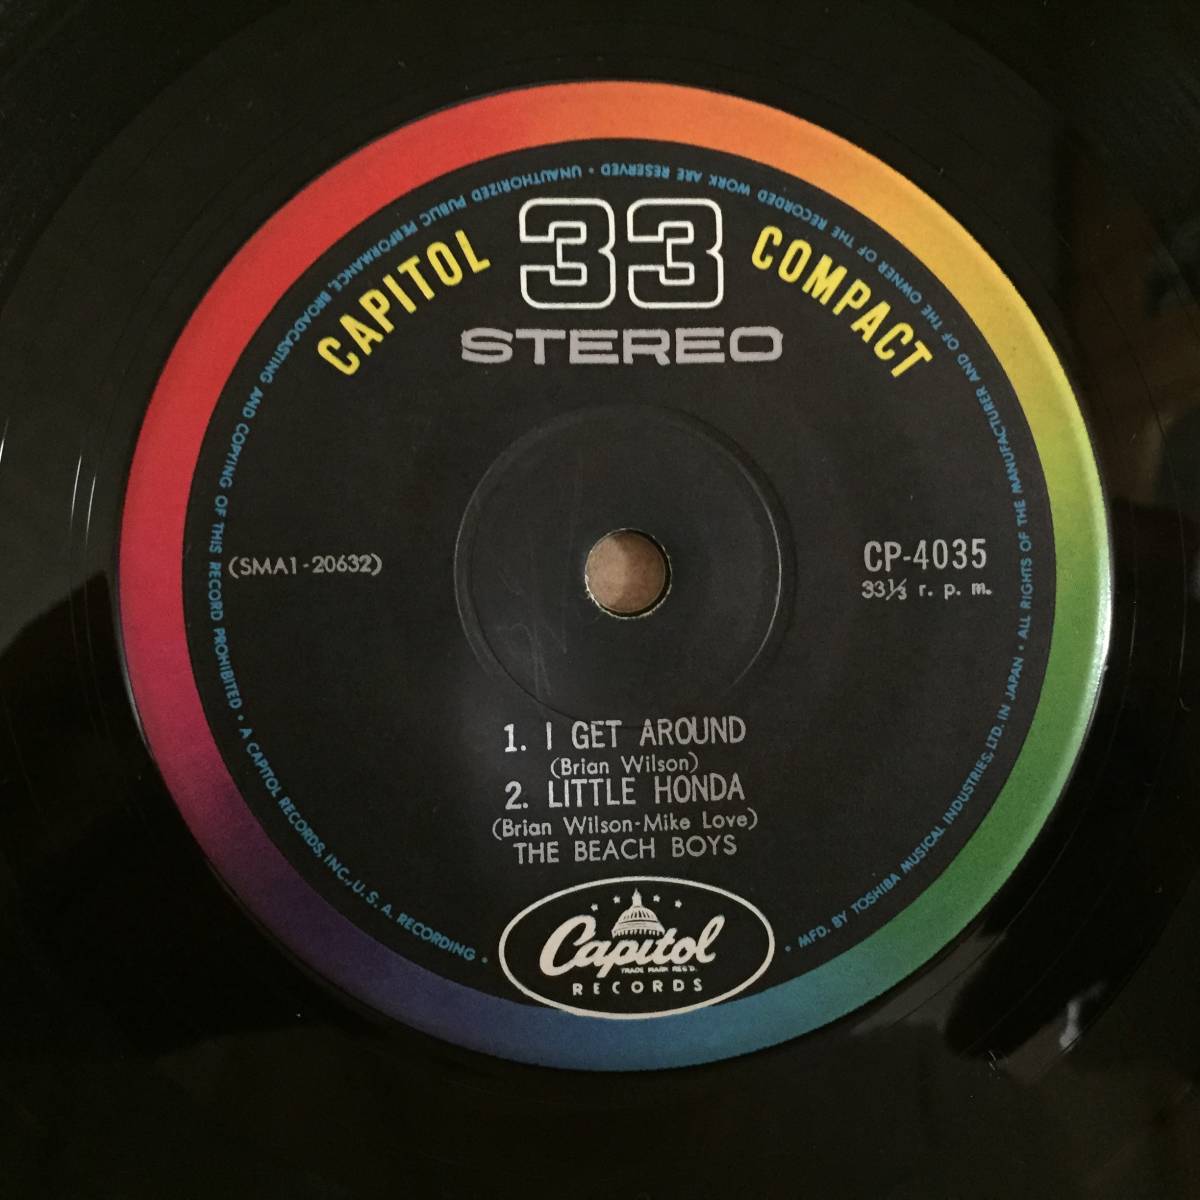 CAPITOL 33 COMPACT
STEREO
(SMA1-20632)
CP-4035
33⅓ r. p. m.
1. I GET AROUND
(Brian Wilson)
2. LITTLE HONDA
(Brian Wilson-Mike Love)
THE BEACH BOYS
Capitol
TRADE MARK REG'D.
RECORDS
• MFD. BY TOSHIBA MUSICAL INDUSTRIES, LTD. IN JAPAN • ALL RIGHTS OF THE MANUFACTURER AND OF THE OWNER OF THE RECORDED WORK ARE RESERVED • UNAUTHORIZED PUBLIC PERFORMANCE, BROADCASTING AND COPYING OF THIS RECORD PROHIBITED • A CAPITOL RECORDS, INC., U. S. A. RECORDING •